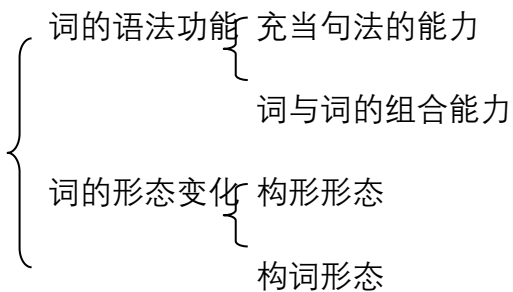 词的语法功能 充当句法的能力
词与词的组合能力
词的形态变化 构形形态
构词形态